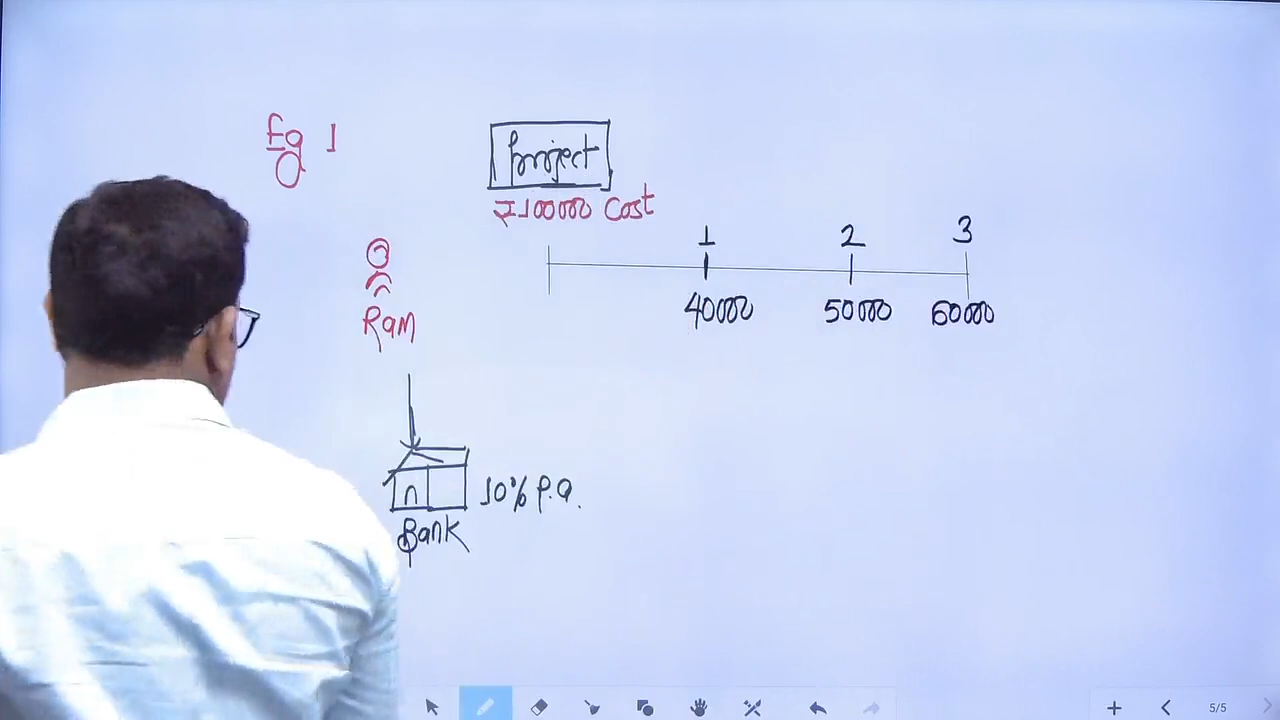 Eg 1
Project
₹100000 Cost
1 2 3
40000 50000 60000
Ram
10% P.a.
Bank
5/5